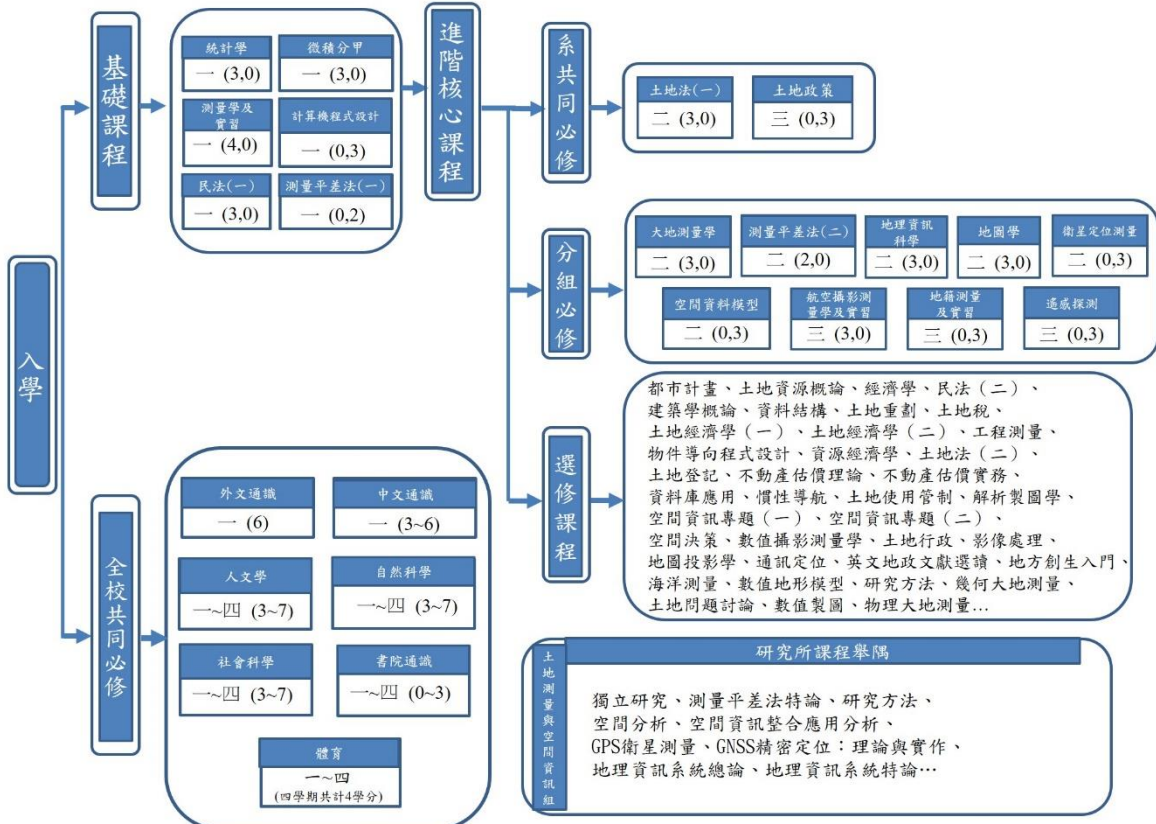 入學
基礎課程
統計學
一 (3,0)
微積分甲
一 (3,0)
測量學及
實習
一 (4,0)
計算機程式設計
一 (0,3)
民法(一)
一 (3,0)
測量平差法(一)
一 (0,2)
進階核心課程
系共同必修
土地法(一)
二 (3,0)
土地政策
三 (0,3)
分組必修
大地測量學
二 (3,0)
測量平差法(二)
二 (2,0)
地理資訊
科學
二 (3,0)
地圖學
二 (3,0)
衛星定位測量
二 (0,3)
空間資料模型
二 (0,3)
航空攝影測
量學及實習
三 (3,0)
地籍測量
及實習
三 (0,3)
遙感探測
三 (0,3)
選修課程
都市計畫、土地資源概論、經濟學、民法（二）、
建築學概論、資料結構、土地重劃、土地稅、
土地經濟學（一）、土地經濟學（二）、工程測量、
物件導向程式設計、資源經濟學、土地法（二）、
土地登記、不動產估價理論、不動產估價實務、
資料庫應用、慣性導航、土地使用管制、解析製圖學、
空間資訊專題（一）、空間資訊專題（二）、
空間決策、數值攝影測量學、土地行政、影像處理、
地圖投影學、通訊定位、英文地政文獻選讀、地方創生入門、
海洋測量、數值地形模型、研究方法、幾何大地測量、
土地問題討論、數值製圖、物理大地測量…
全校共同必修
外文通識
一 (6)
中文通識
一 (3~6)
人文學
一~四 (3~7)
自然科學
一~四 (3~7)
社會科學
一~四 (3~7)
書院通識
一~四 (0~3)
體育
一~四
(四學期共計4學分)
土地測量與空間資訊組
研究所課程舉隅
獨立研究、測量平差法特論、研究方法、
空間分析、空間資訊整合應用分析、
GPS衛星測量、GNSS精密定位：理論與實作、
地理資訊系統總論、地理資訊系統特論…